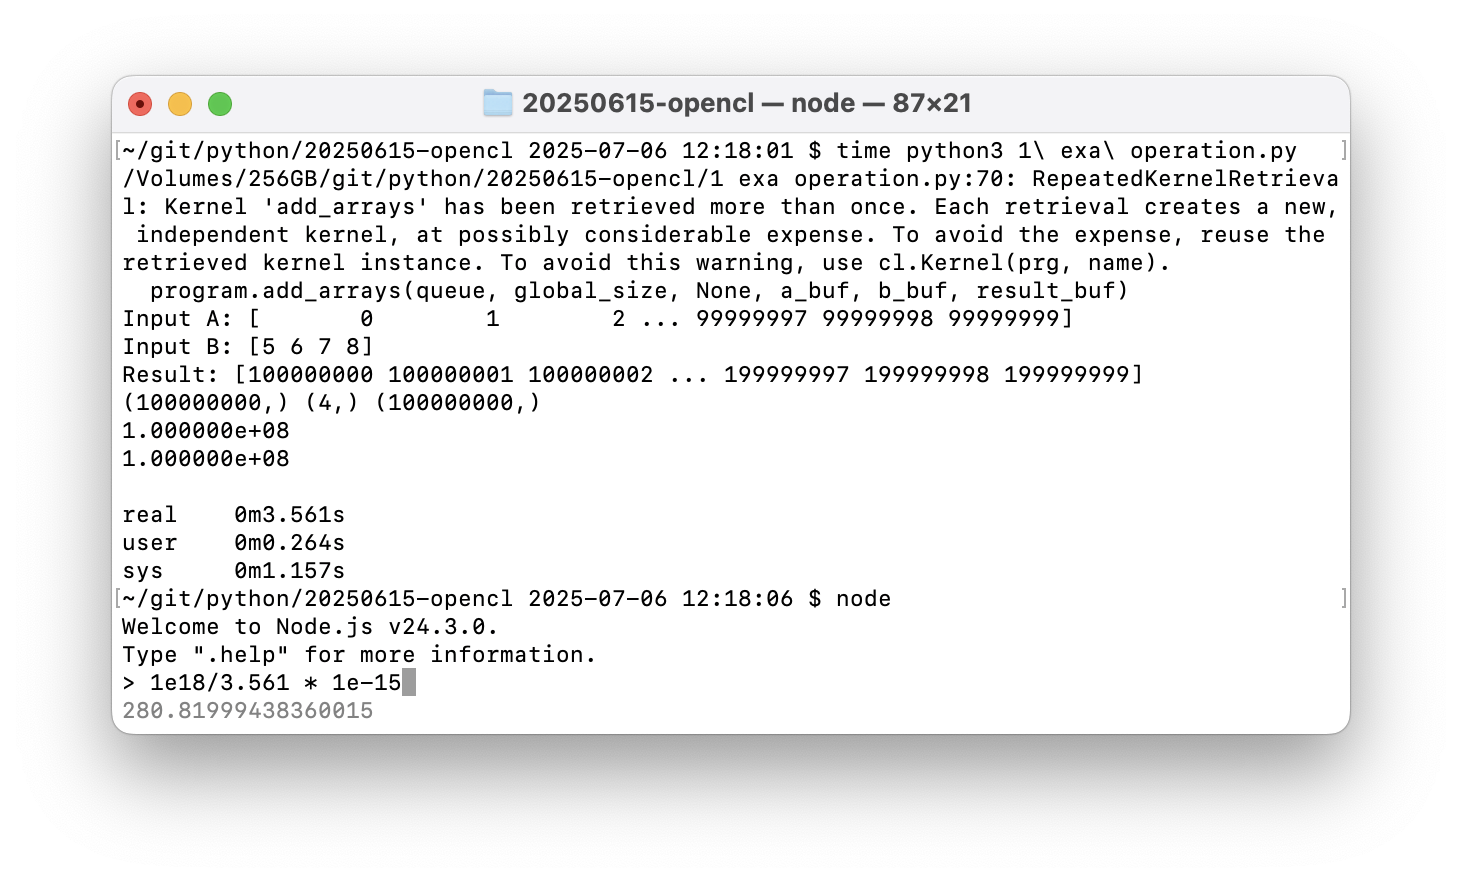 20250615-opencl — node — 87×21
[~/git/python/20250615-opencl 2025-07-06 12:18:01 $ time python3 1\ exa\ operation.py ]
/Volumes/256GB/git/python/20250615-opencl/1 exa operation.py:70: RepeatedKernelRetrieva
l: Kernel 'add_arrays' has been retrieved more than once. Each retrieval creates a new,
 independent kernel, at possibly considerable expense. To avoid the expense, reuse the
retrieved kernel instance. To avoid this warning, use cl.Kernel(prg, name).
  program.add_arrays(queue, global_size, None, a_buf, b_buf, result_buf)
Input A: [       0        1        2 ... 99999997 99999998 99999999]
Input B: [5 6 7 8]
Result: [100000000 100000001 100000002 ... 199999997 199999998 199999999]
(100000000,) (4,) (100000000,)
1.000000e+08
1.000000e+08
real    0m3.561s
user    0m0.264s
sys     0m1.157s
[~/git/python/20250615-opencl 2025-07-06 12:18:06 $ node ]
Welcome to Node.js v24.3.0.
Type ".help" for more information.
> 1e18/3.561 * 1e-15
280.81999438360015